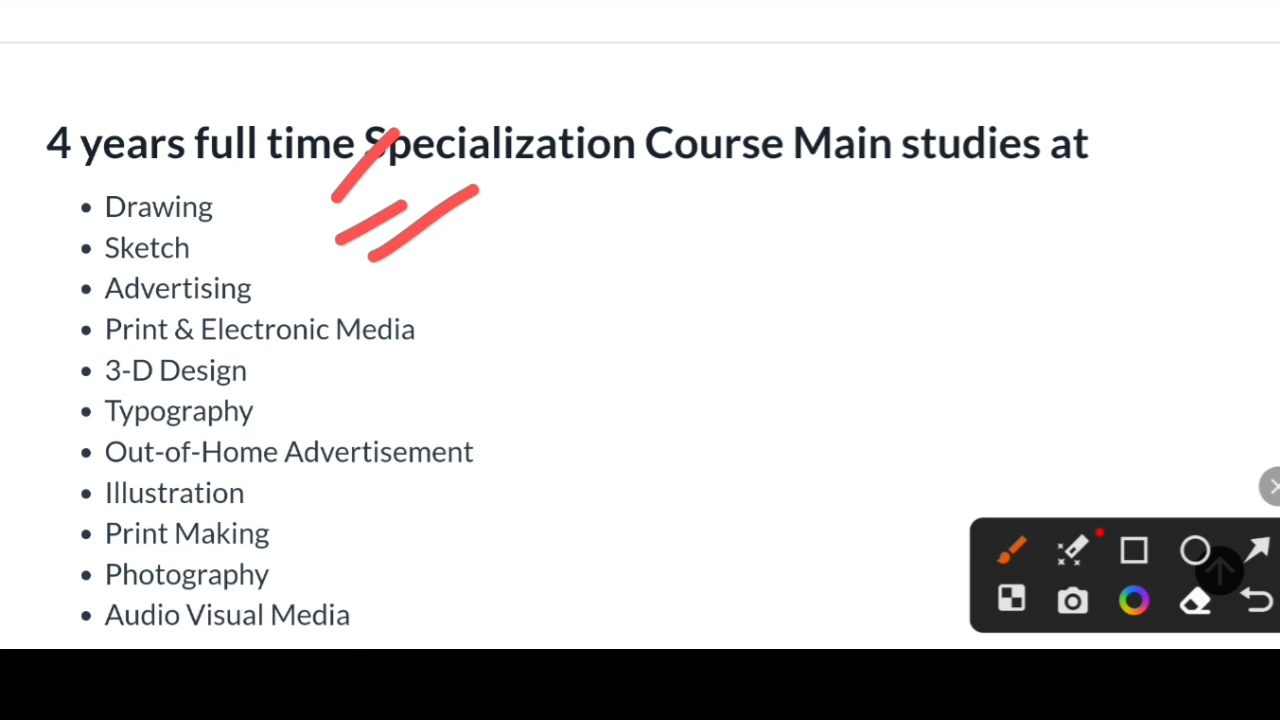 4 years full time Specialization Course Main studies at
• Drawing
• Sketch
• Advertising
• Print & Electronic Media
• 3-D Design
• Typography
• Out-of-Home Advertisement
• Illustration
• Print Making
• Photography
• Audio Visual Media